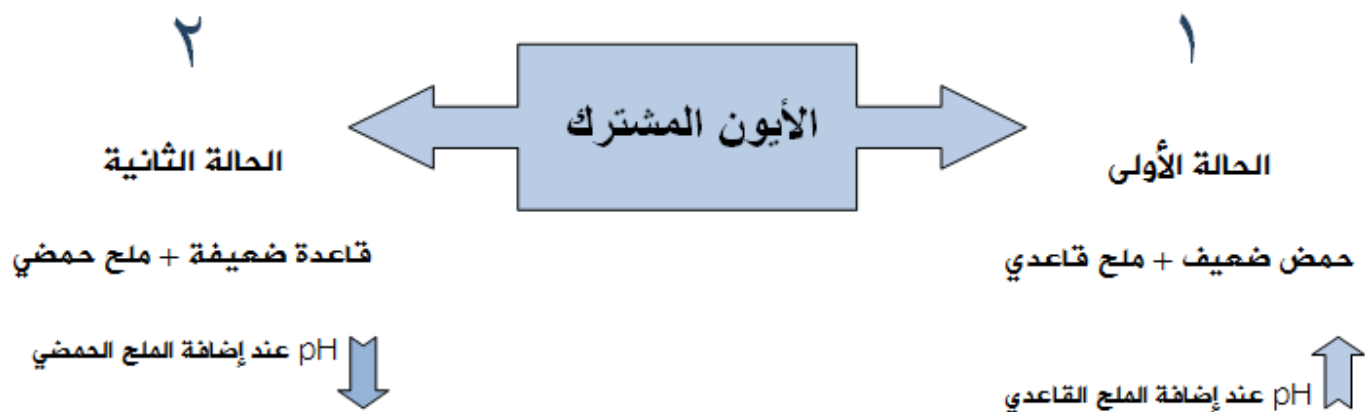 ١
الأيون المشترك
الحالة الأولى
حمض ضعيف + ملح قاعدي
pH عند إضافة الملح القاعدي
٢
الحالة الثانية
قاعدة ضعيفة + ملح حمضي
pH عند إضافة الملح الحمضي